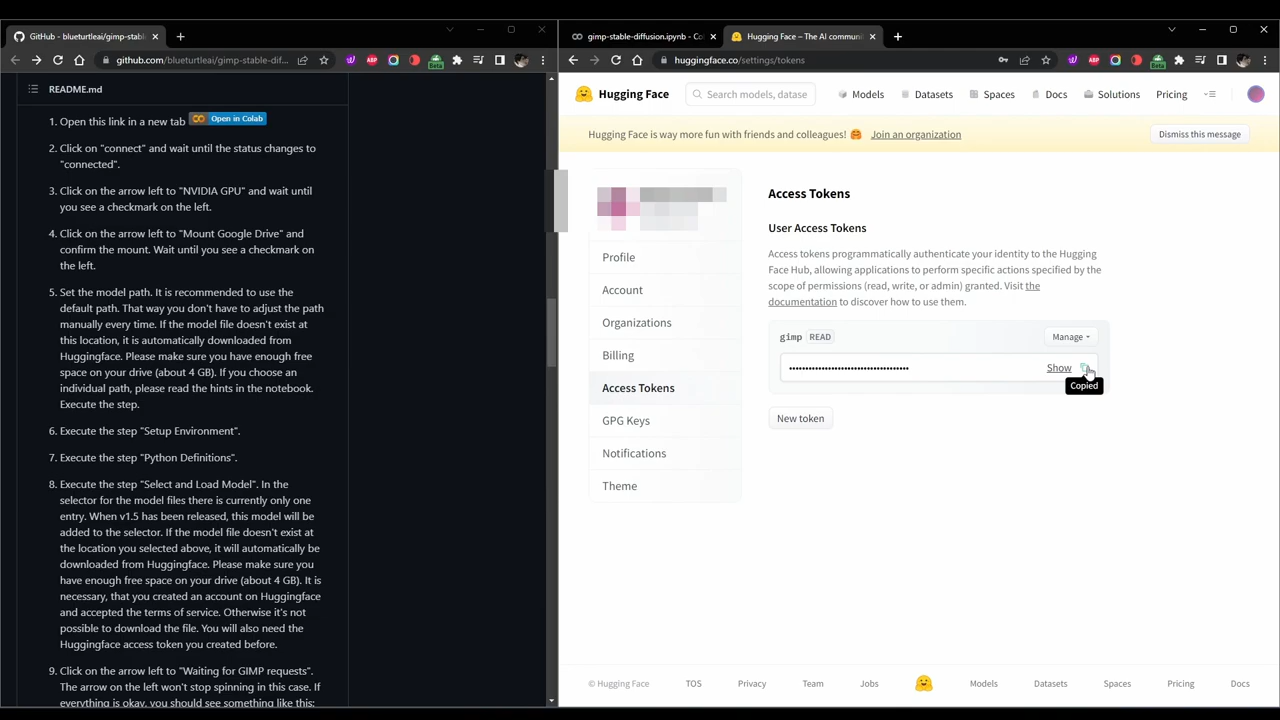 GitHub - blueturtleai/gimp-stabl
github.com/blueturtleai/gimp-stable-dif...
README.md
1. Open this link in a new tab Open in Colab
2. Click on "connect" and wait until the status changes to
"connected".
3. Click on the arrow left to "NVIDIA GPU" and wait until
you see a checkmark on the left.
4. Click on the arrow left to "Mount Google Drive" and
confirm the mount. Wait until you see a checkmark on
the left.
5. Set the model path. It is recommended to use the
default path. That way you don't have to adjust the path
manually every time. If the model file doesn't exist at
this location, it is automatically downloaded from
Huggingface. Please make sure you have enough free
space on your drive (about 4 GB). If you choose an
individual path, please read the hints in the notebook.
Execute the step.
6. Execute the step "Setup Environment".
7. Execute the step "Python Definitions".
8. Execute the step "Select and Load Model". In the
selector for the model files there is currently only one
entry. When v1.5 has been released, this model will be
added to the selector. If the model file doesn't exist at
the location you selected above, it will automatically be
downloaded from Huggingface. Please make sure you
have enough free space on your drive (about 4 GB). It is
necessary, that you created an account on Huggingface
and accepted the terms of service. Otherwise it's not
possible to download the file. You will also need the
Huggingface access token you created before.
9. Click on the arrow left to "Waiting for GIMP requests".
The arrow on the left won't stop spinning in this case. If
everything is okay, you should see something like this:
gimp-stable-diffusion.ipynb - Co
Hugging Face – The AI communi
huggingface.co/settings/tokens
Hugging Face
Search models, datase
Models
Datasets
Spaces
Docs
Solutions
Pricing
Hugging Face is way more fun with friends and colleagues! 🤗 Join an organization
Dismiss this message
Profile
Account
Organizations
Billing
Access Tokens
GPG Keys
Notifications
Theme
Access Tokens
User Access Tokens
Access tokens programmatically authenticate your identity to the Hugging
Face Hub, allowing applications to perform specific actions specified by the
scope of permissions (read, write, or admin) granted. Visit the
documentation to discover how to use them.
gimp READ
Manage
Show
Copied
New token
© Hugging Face
TOS
Privacy
Team
Jobs
Models
Datasets
Spaces
Pricing
Docs